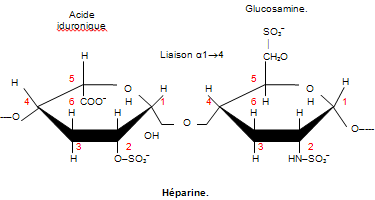 Acide
iduronique
Glucosamine.
SO₃⁻
H
Liaison α1→4
CH₂O
5
5
H
O
H
H
O
H
4
6
COO⁻
H
H
1
4
6
H
H
1
H
H
H
H
—O
O
O----
OH
3
2
3
2
H
O–SO₃⁻
H
HN–SO₃⁻
Héparine.